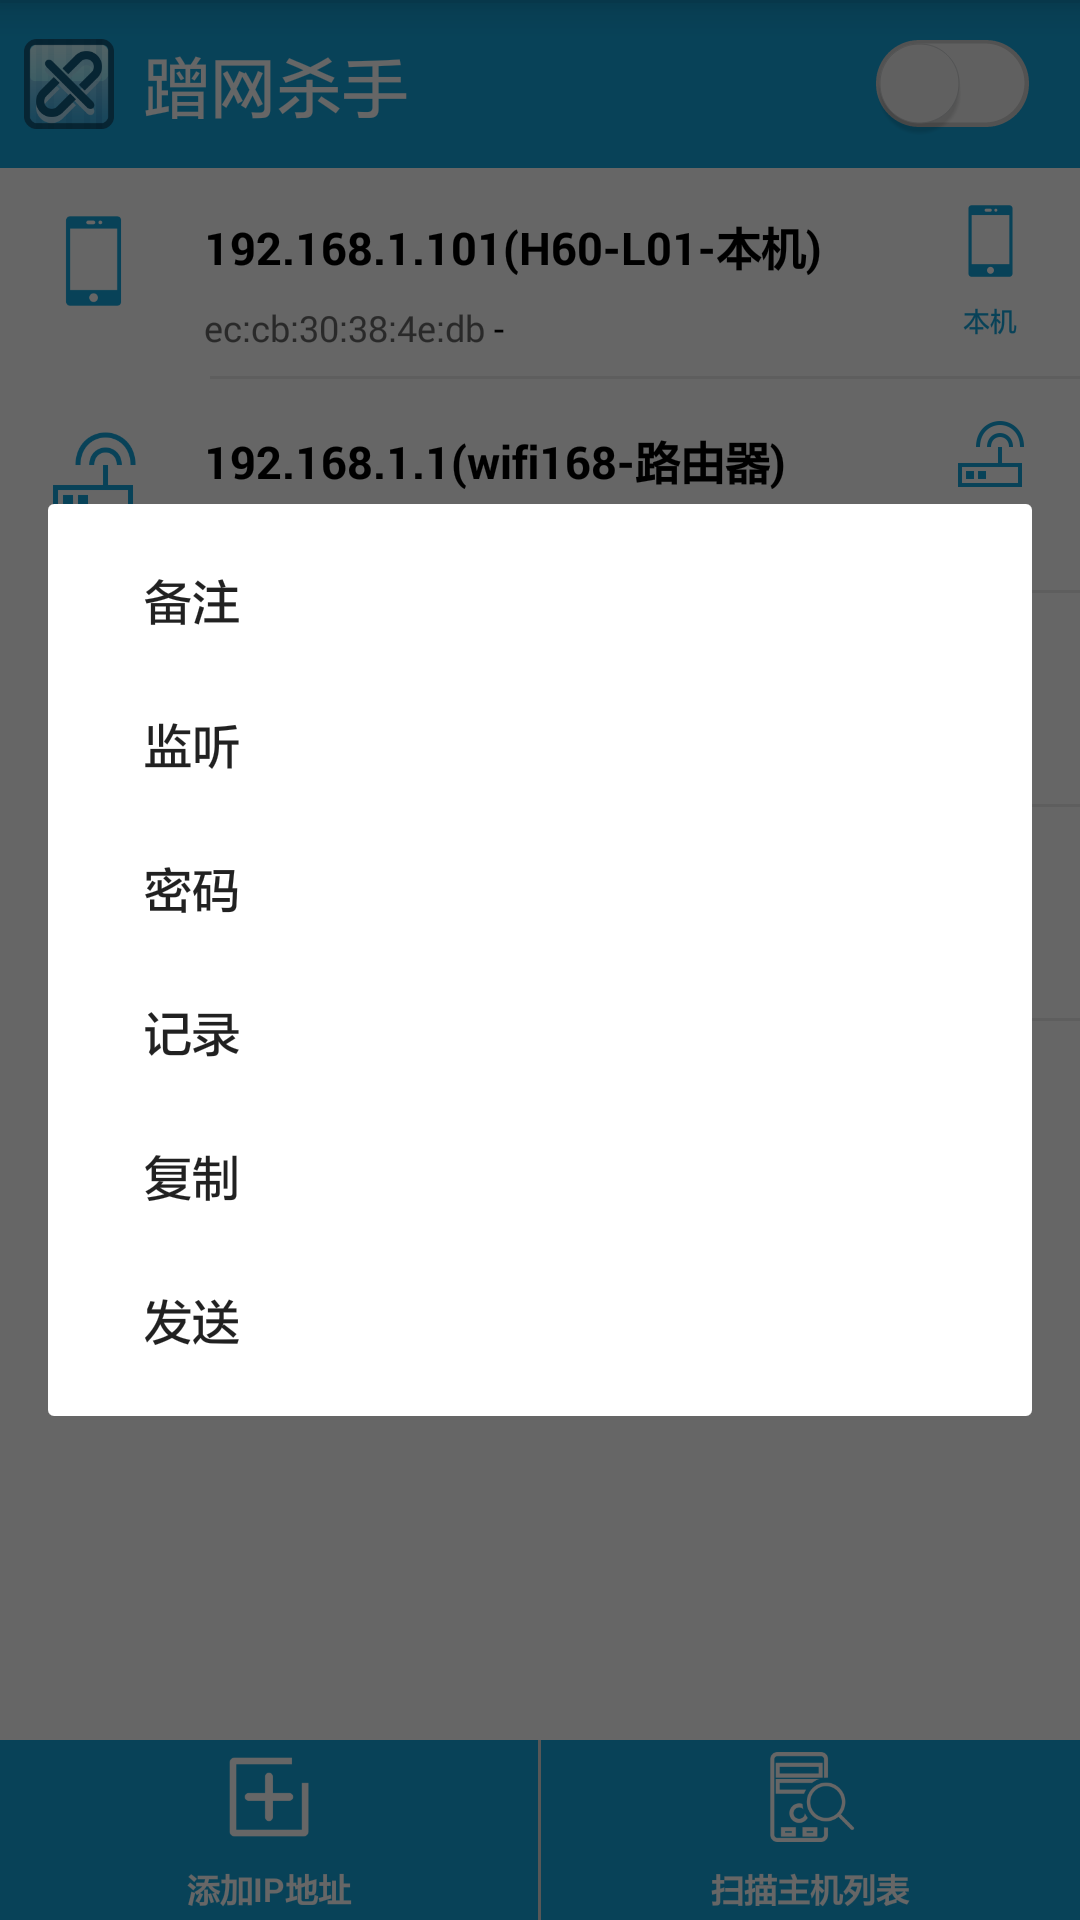 蹭网杀手
192.168.1.101(H60-L01-本机)
ec:cb:30:38:4e:db -
本机
192.168.1.1(wifi168-路由器)
备注
监听
密码
记录
复制
发送
添加IP地址
扫描主机列表